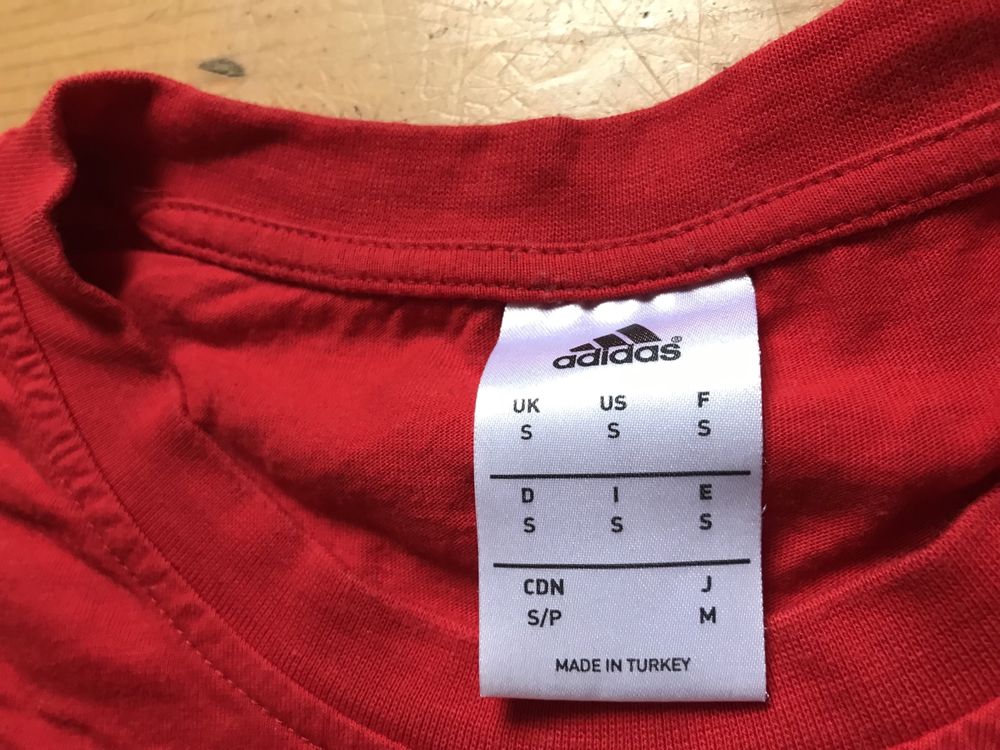 adidas®
UK US F
S S S
D I E
S S S
CDN J
S/P M
MADE IN TURKEY